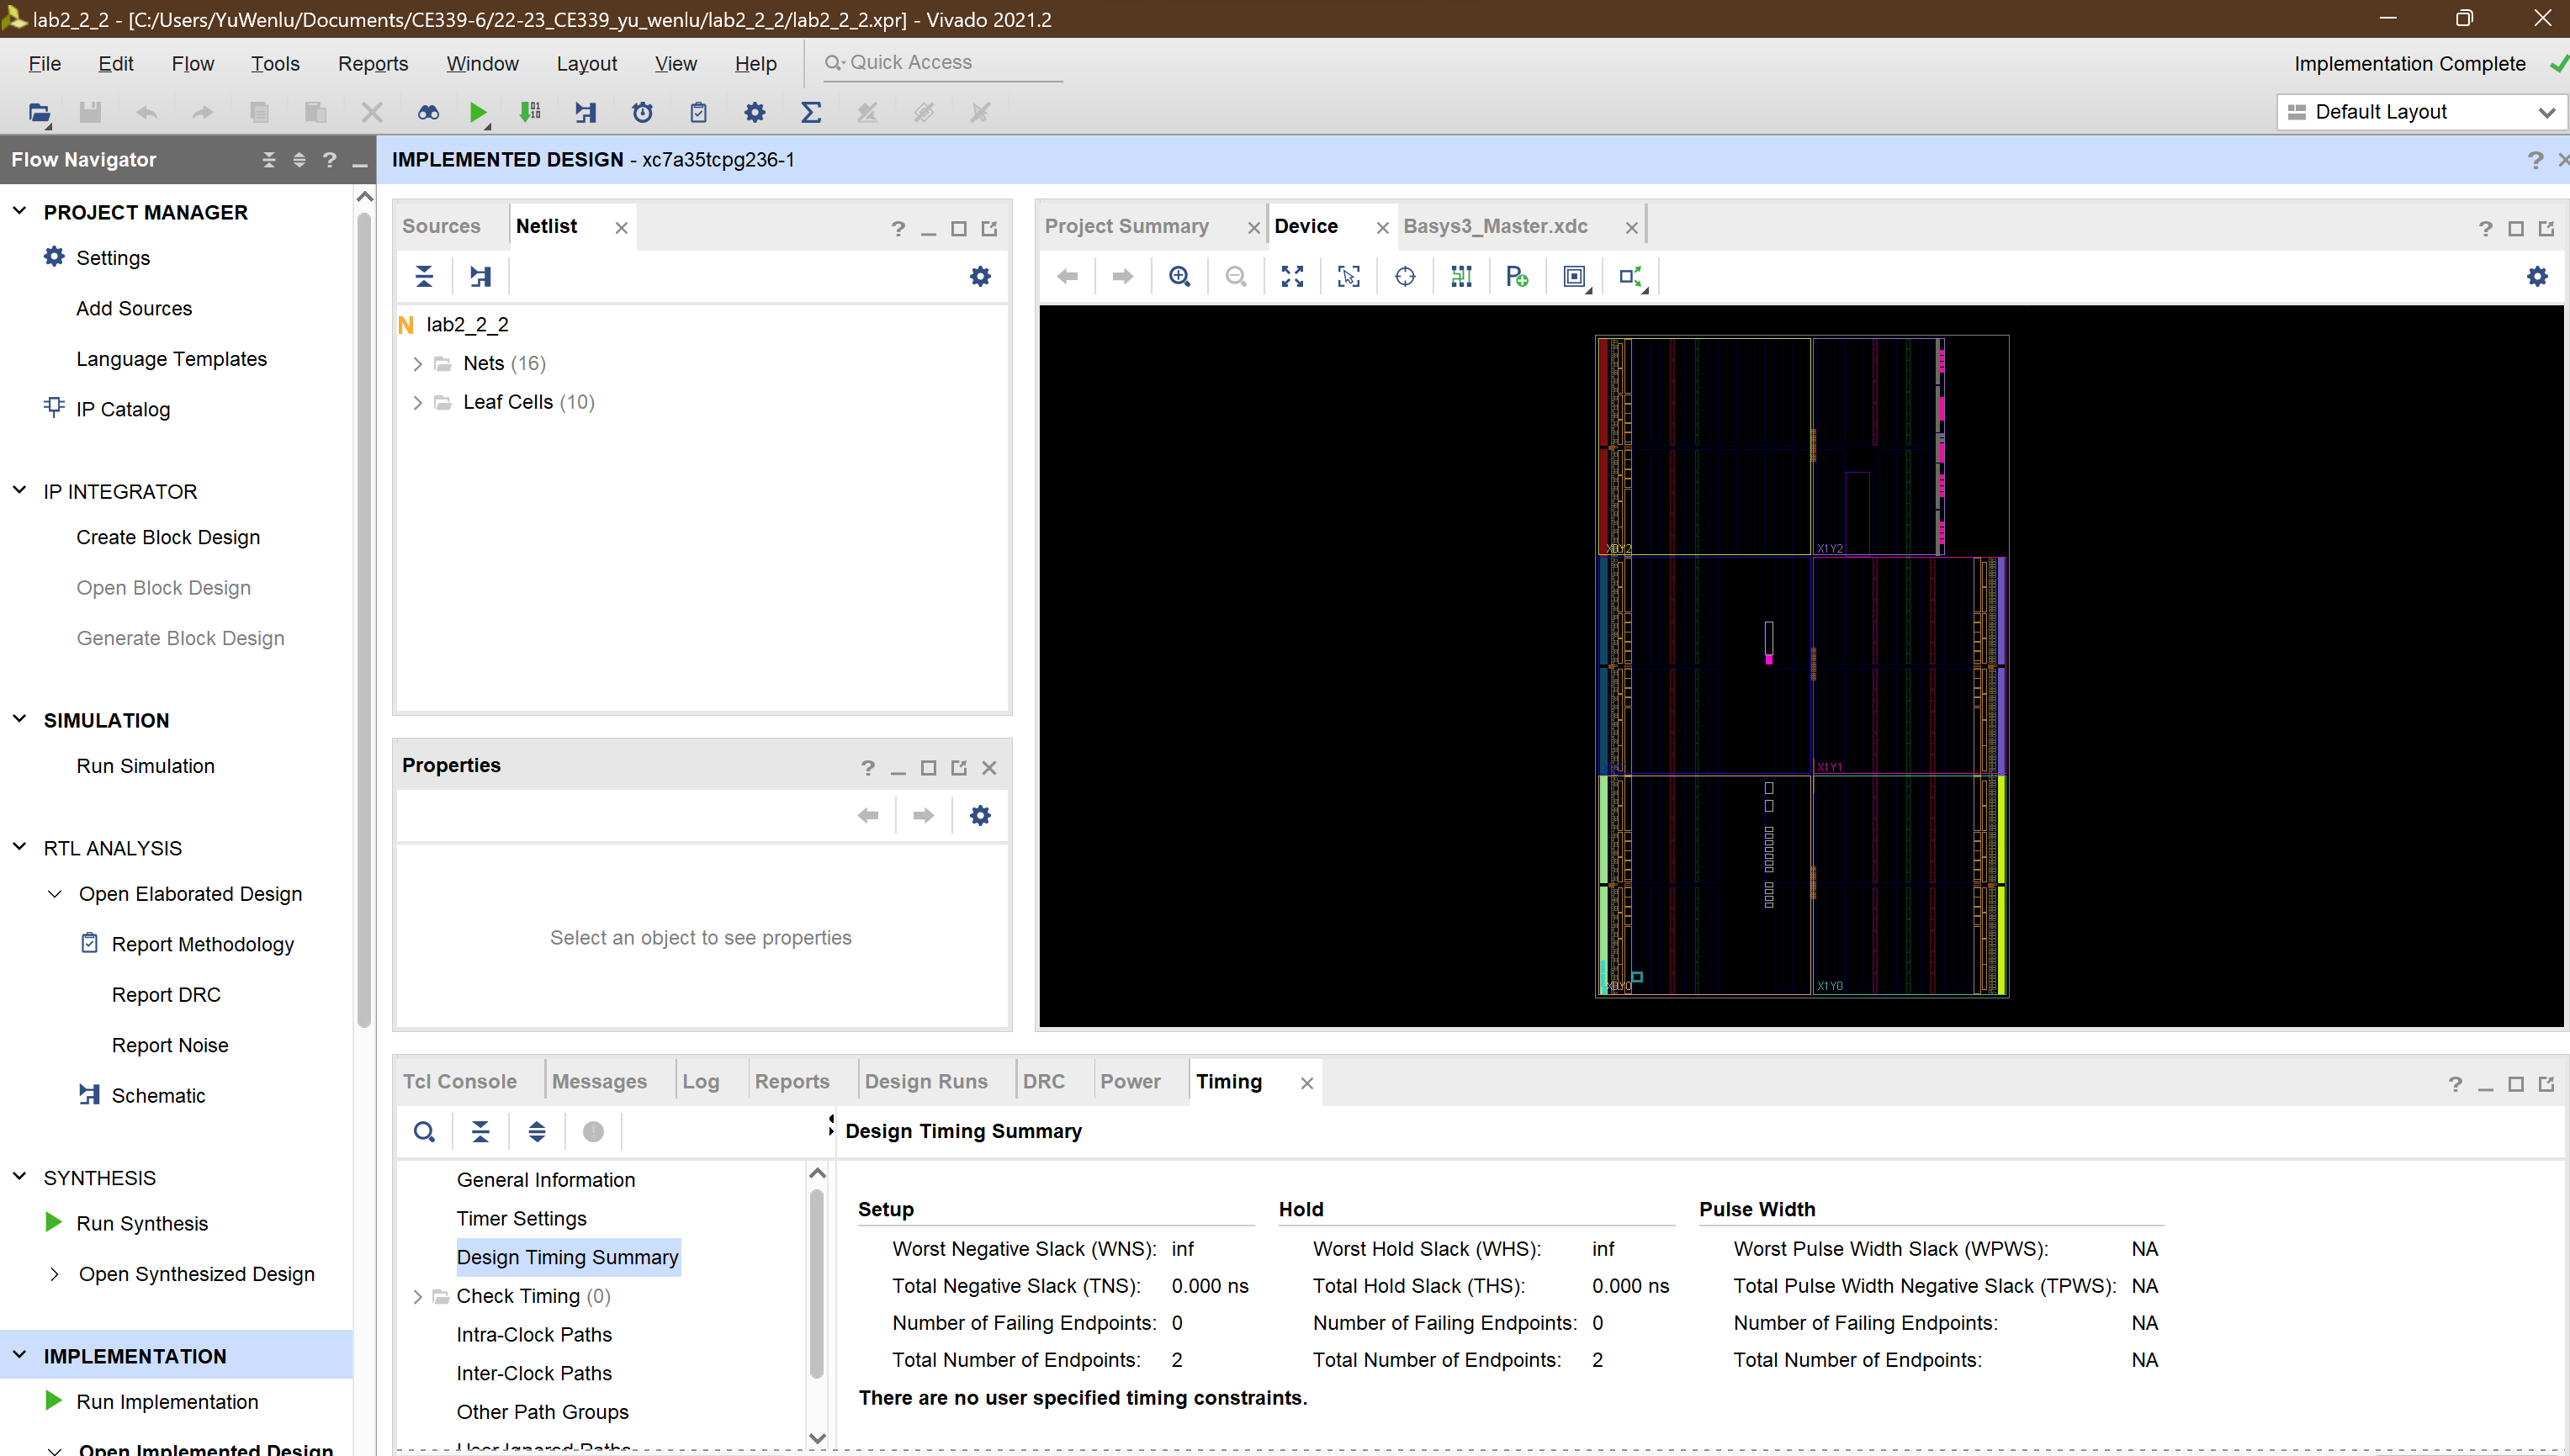 lab2_2_2 - [C:/Users/YuWenlu/Documents/CE339-6/22-23_CE339_yu_wenlu/lab2_2_2/lab2_2_2.xpr] - Vivado 2021.2
File Edit Flow Tools Reports Window Layout View Help Quick Access Implementation Complete
Default Layout
Flow Navigator
IMPLEMENTED DESIGN - xc7a35tcpg236-1
PROJECT MANAGER
Settings
Add Sources
Language Templates
IP Catalog
IP INTEGRATOR
Create Block Design
Open Block Design
Generate Block Design
SIMULATION
Run Simulation
RTL ANALYSIS
Open Elaborated Design
Report Methodology
Report DRC
Report Noise
Schematic
SYNTHESIS
Run Synthesis
Open Synthesized Design
IMPLEMENTATION
Run Implementation
Open Implemented Design
Sources Netlist
N lab2_2_2
Nets (16)
Leaf Cells (10)
Properties
Select an object to see properties
Project Summary Device Basys3_Master.xdc
X0Y2 X1Y2
X1Y1
X0Y0 X1Y0
Tcl Console Messages Log Reports Design Runs DRC Power Timing
Design Timing Summary
General Information
Timer Settings
Design Timing Summary
Check Timing (0)
Intra-Clock Paths
Inter-Clock Paths
Other Path Groups
User Ignored Paths
Setup Hold Pulse Width
Worst Negative Slack (WNS): inf Worst Hold Slack (WHS): inf Worst Pulse Width Slack (WPWS): NA
Total Negative Slack (TNS): 0.000 ns Total Hold Slack (THS): 0.000 ns Total Pulse Width Negative Slack (TPWS): NA
Number of Failing Endpoints: 0 Number of Failing Endpoints: 0 Number of Failing Endpoints: NA
Total Number of Endpoints: 2 Total Number of Endpoints: 2 Total Number of Endpoints: NA
There are no user specified timing constraints.